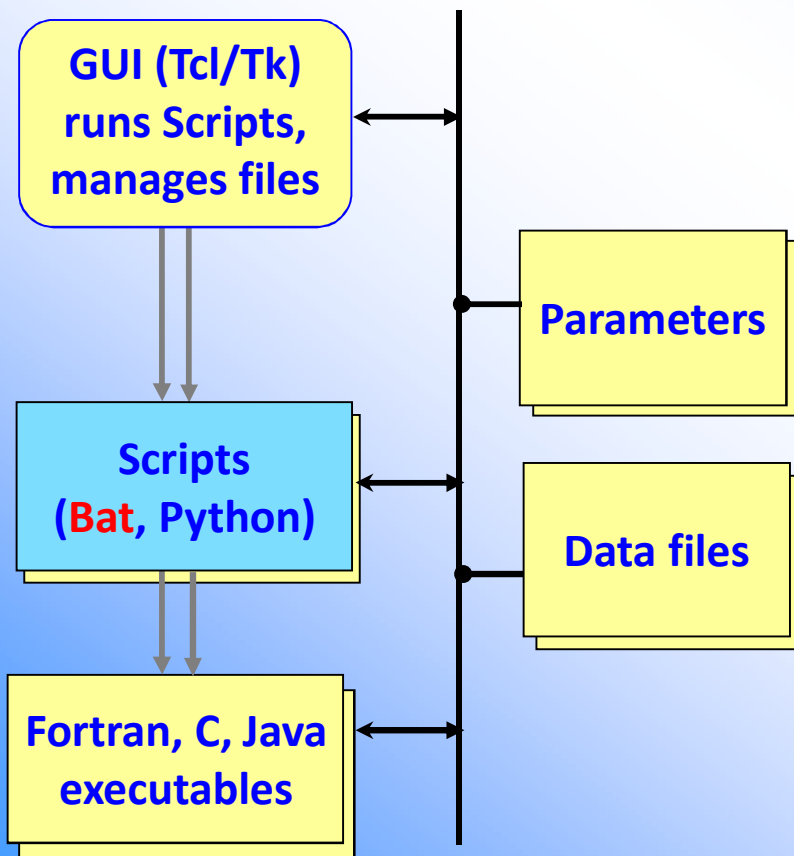 GUI (Tcl/Tk)
runs Scripts,
manages files
Parameters
Scripts
(Bat, Python)
Data files
Fortran, C, Java
executables